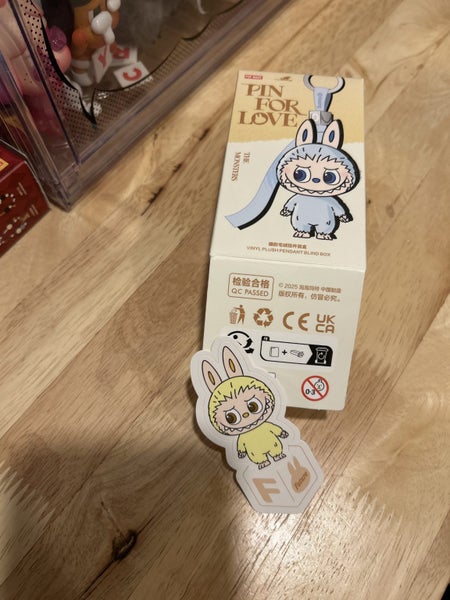 POP MART
PIN
FOR
LOVE
THE
MONSTERS
搪胶毛绒挂件盲盒
VINYL PLUSH PENDANT BLIND BOX
检验合格
QC PASSED
© 2025 泡泡玛特 中国制造
版权所有，仿冒必究。
CE
UK
CA
0-3
F